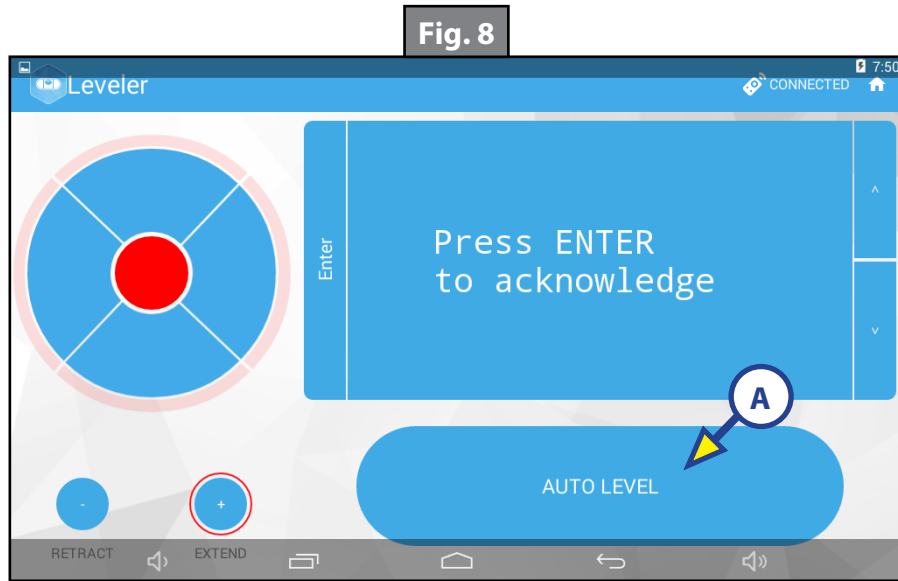 Fig. 8
7:50
Leveler
CONNECTED
Enter
Press ENTER
to acknowledge
^
v
A
AUTO LEVEL
- +
RETRACT EXTEND